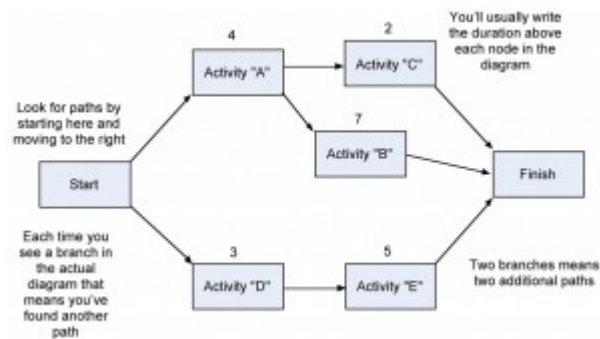 4
2
You'll usually write
the duration above
each node in the
diagram
Activity "A"
Activity "C"
Look for paths by
starting here and
moving to the right
7
Activity "B"
Start
Finish
Each time you
see a branch in
the actual
diagram that
means you've
found another
path
3
5
Activity "D"
Activity "E"
Two branches means
two additional paths